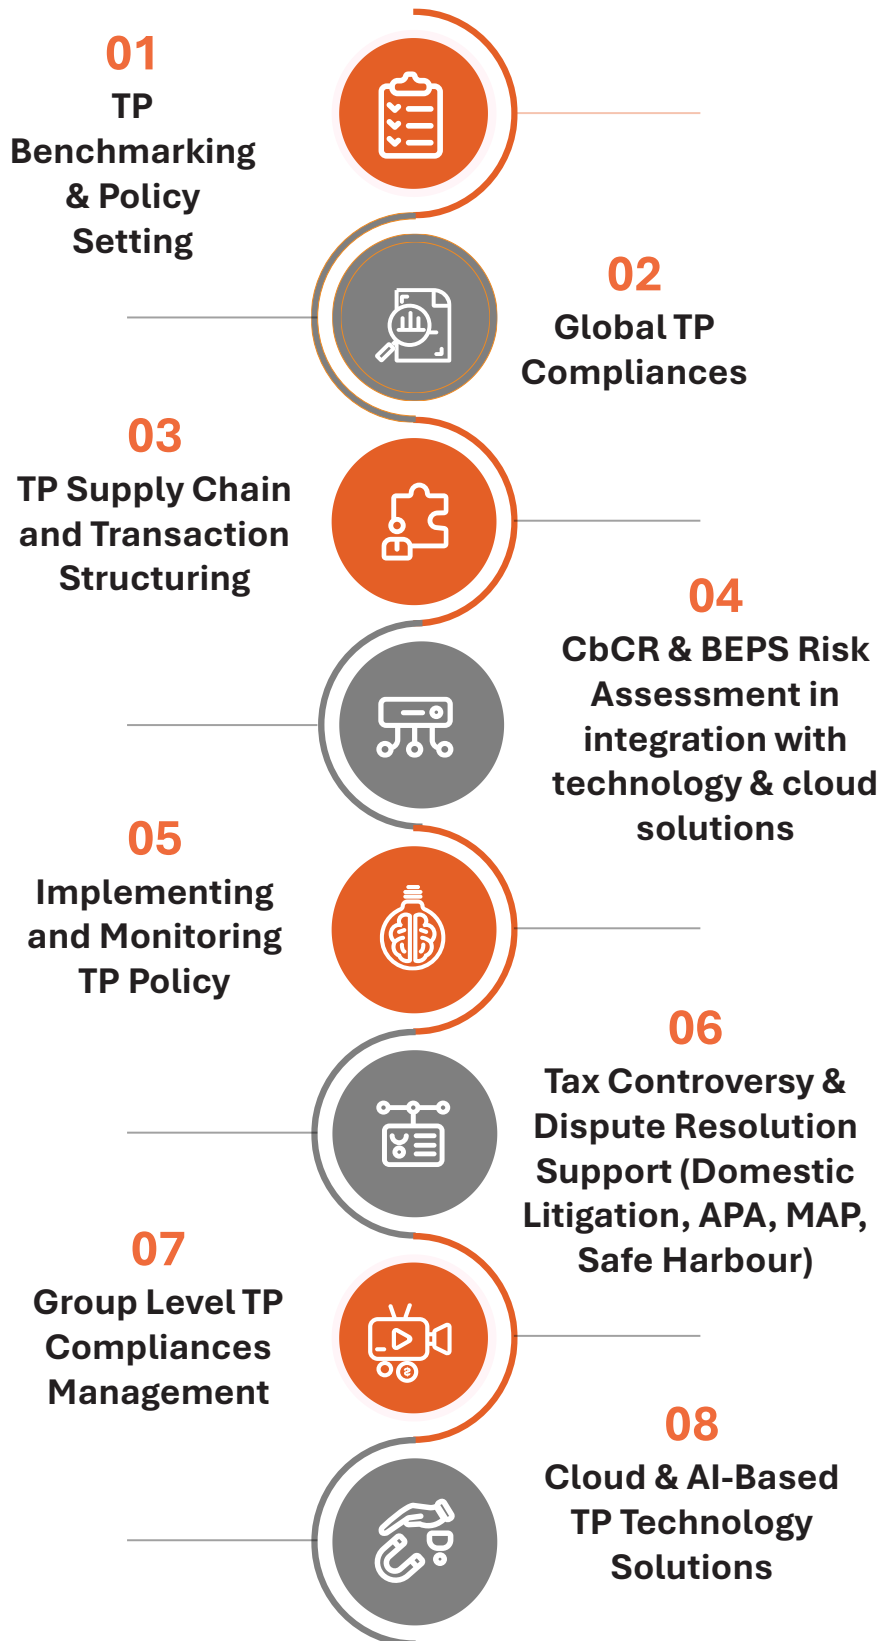 01
TP
Benchmarking
& Policy
Setting
02
Global TP
Compliances
03
TP Supply Chain
and Transaction
Structuring
04
CbCR & BEPS Risk
Assessment in
integration with
technology & cloud
solutions
05
Implementing
and Monitoring
TP Policy
06
Tax Controversy &
Dispute Resolution
Support (Domestic
Litigation, APA, MAP,
Safe Harbour)
07
Group Level TP
Compliances
Management
08
Cloud & AI-Based
TP Technology
Solutions